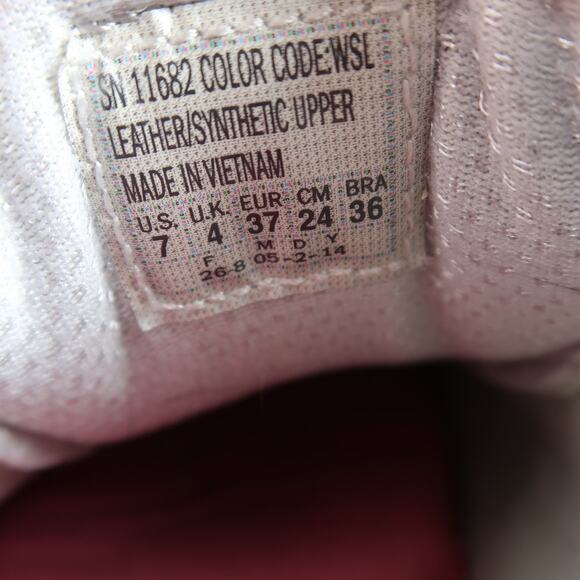 SN 11682 COLOR CODE:WSL
LEATHER/SYNTHETIC UPPER
MADE IN VIETNAM
U.S. U.K. EUR CM BRA
7 4 37 24 36
F M D Y
26-8 05-2-14